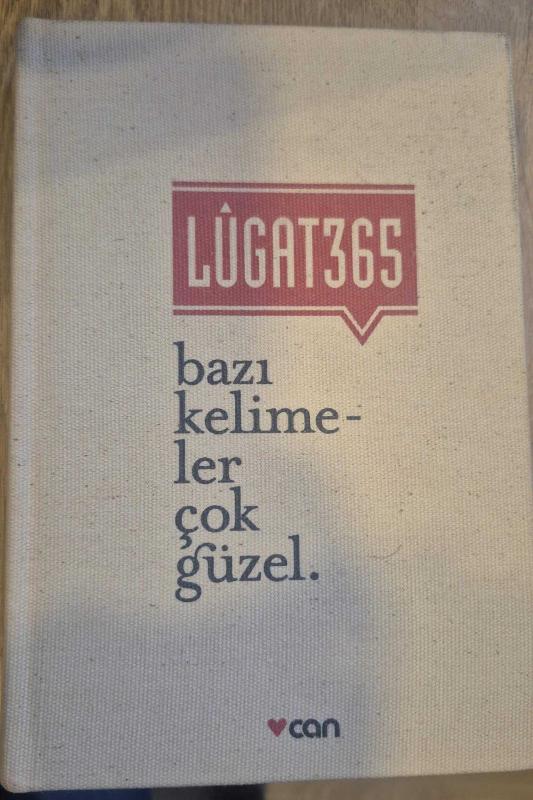 LÛGAT365
bazı
kelime-
ler
çok
güzel.
can